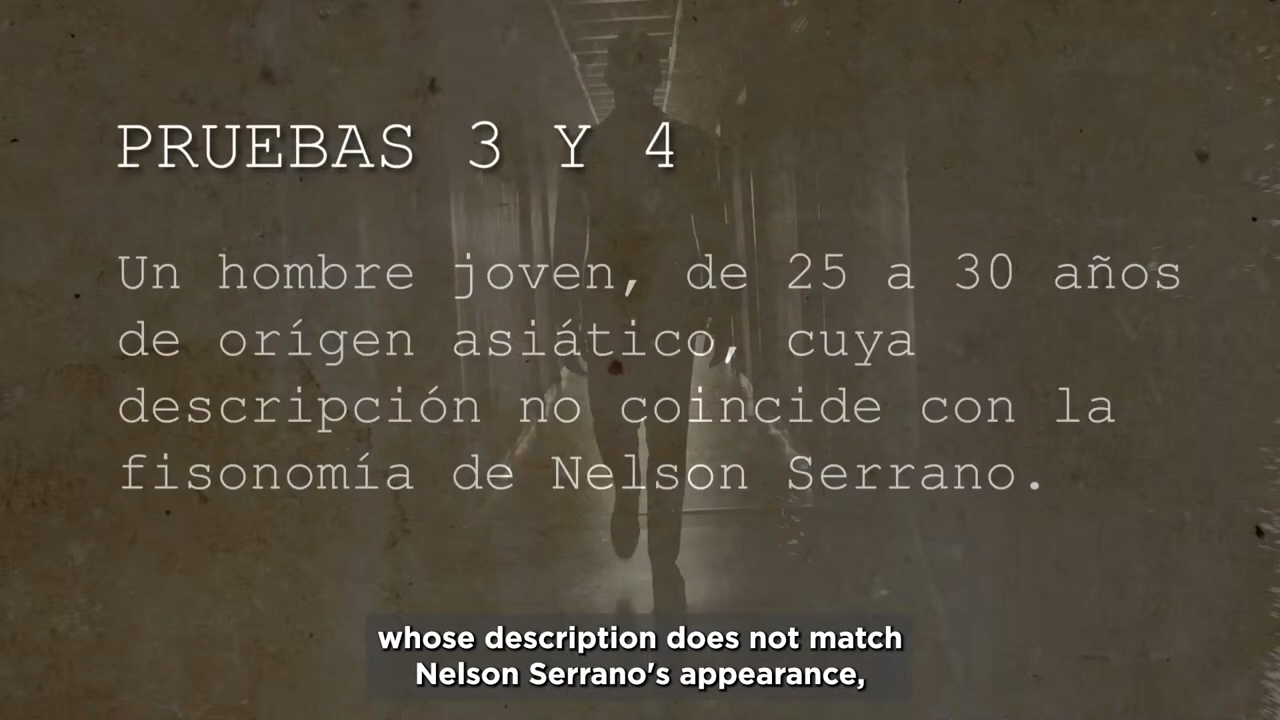 PRUEBAS 3 Y 4
Un hombre joven, de 25 a 30 años
de orígen asiático, cuya
descripción no coincide con la
fisonomía de Nelson Serrano.
whose description does not match
Nelson Serrano's appearance,